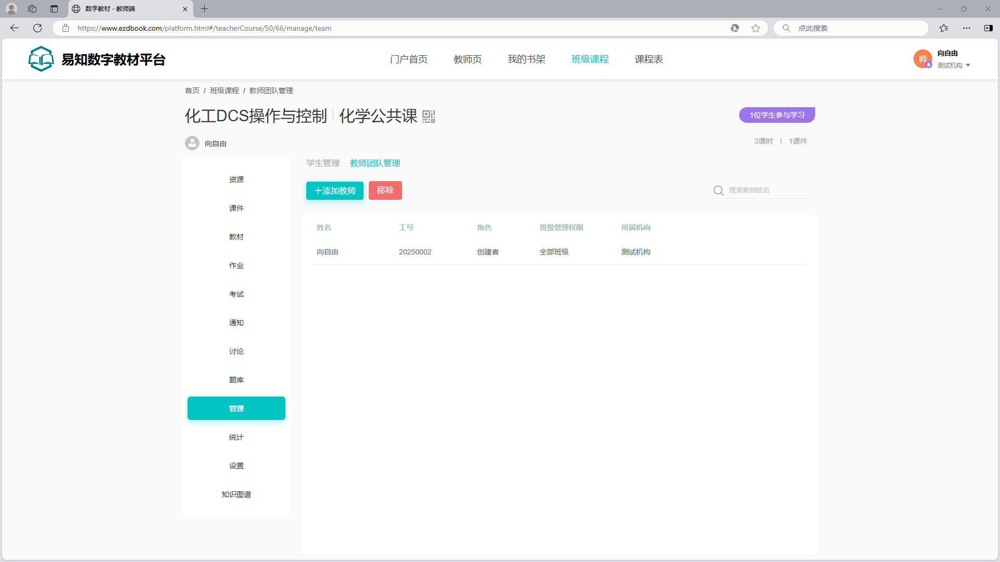 数字教材 - 教师端
https://www.ezdbook.com/platform.html#/teacherCourse/50/66/manage/team
点此搜索
易知数字教材平台
门户首页 教师页 我的书架 班级课程 课程表
师
向自由
测试机构
首页 / 班级课程 / 教师团队管理
化工DCS操作与控制 化学公共课
1位学生参与学习
向自由
3课时 | 1课件
资源
课件
教材
作业
考试
通知
讨论
题库
管理
统计
设置
知识图谱
学生管理 教师团队管理
+添加教师 移除
搜索教师姓名
姓名 工号 角色 班级管理权限 所属机构
向自由 20250002 创建者 全部班级 测试机构